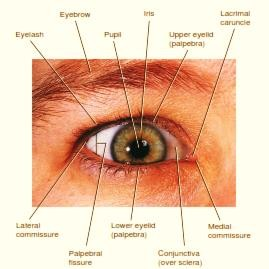 Eyebrow
Iris
Lacrimal
caruncle
Eyelash
Pupil
Upper eyelid
(palpebra)
Lateral
commissure
Lower eyelid
(palpebra)
Medial
commissure
Palpebral
fissure
Conjunctiva
(over sclera)